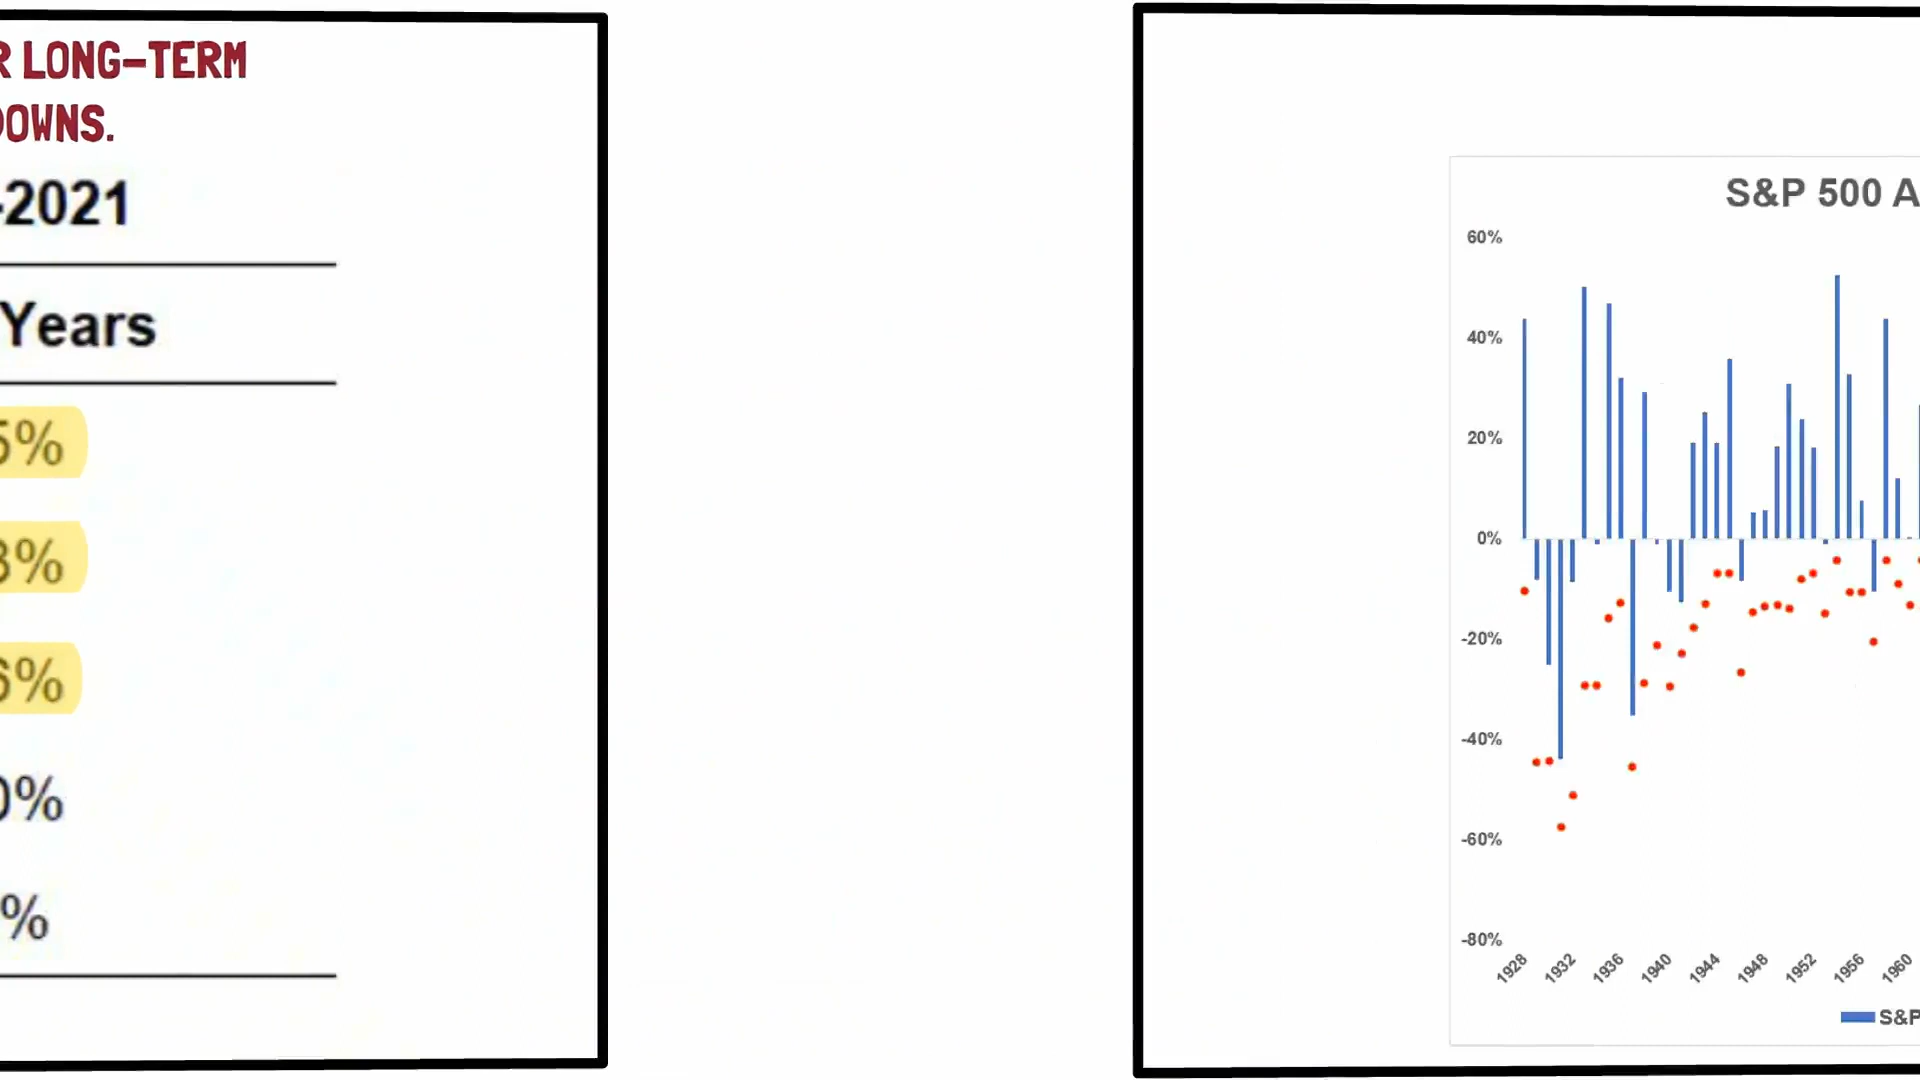 R LONG-TERM
DOWNS.
-2021
Years
5%
3%
6%
0%
%
S&P 500 A
60%
40%
20%
0%
-20%
-40%
-60%
-80%
1928 1932 1936 1940 1944 1948 1952 1956 1960
S&P